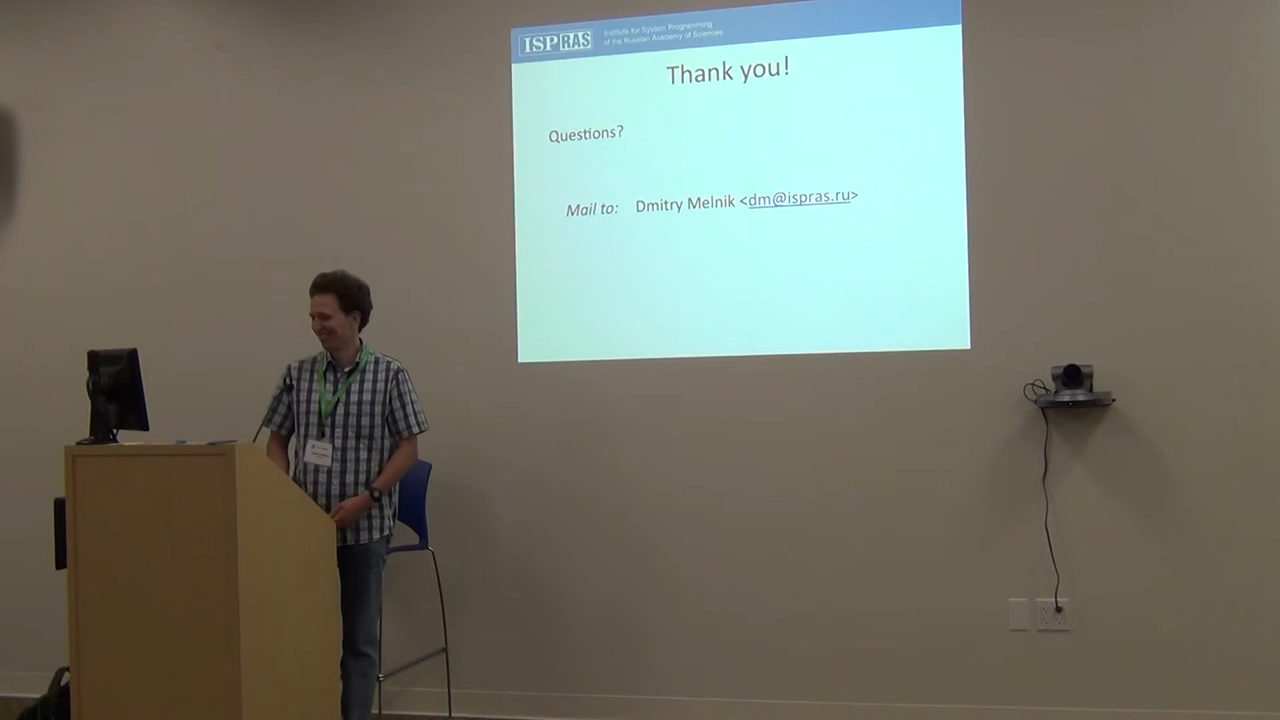 ISPRAS
Institute for System Programming
of the Russian Academy of Sciences
Thank you!
Questions?
Mail to: Dmitry Melnik <dm@ispras.ru>